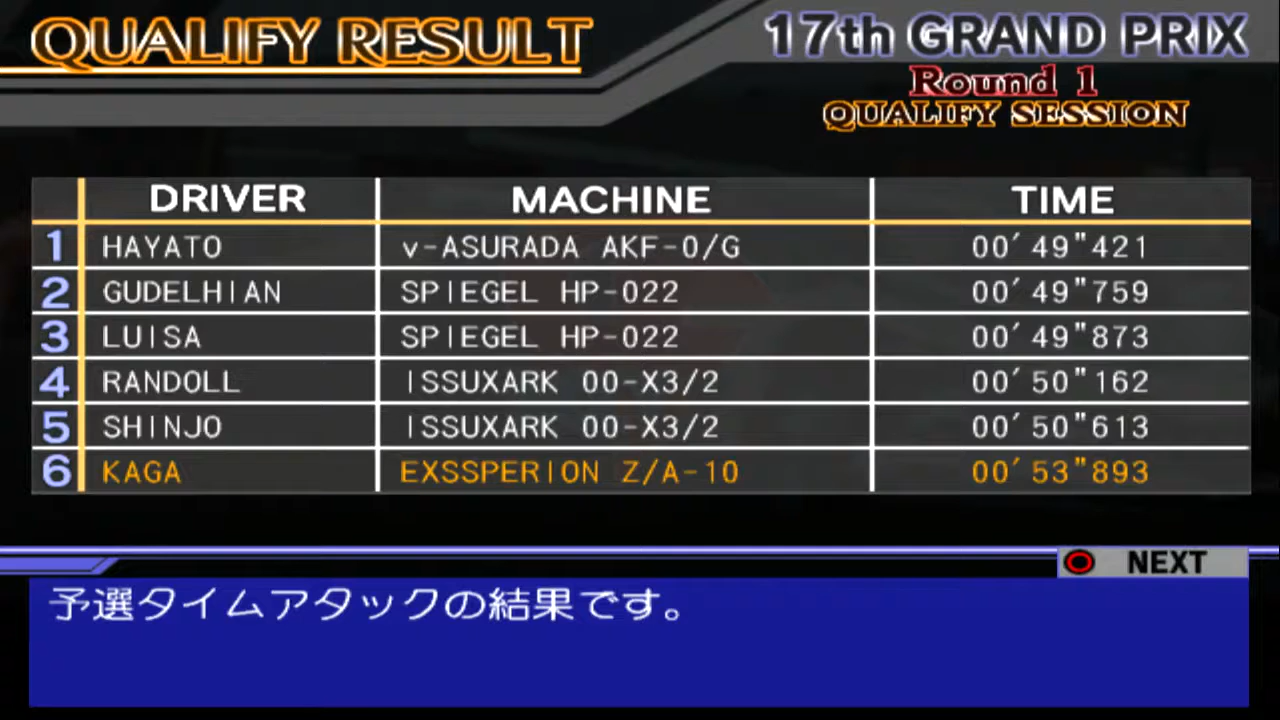 QUALIFY RESULT
17th GRAND PRIX
Round 1
QUALIFY SESSION
DRIVER MACHINE TIME
1 HAYATO ν-ASURADA AKF-0/G 00'49"421
2 GUDELHIAN SPIEGEL HP-022 00'49"759
3 LUISA SPIEGEL HP-022 00'49"873
4 RANDOLL ISSUXARK 00-X3/2 00'50"162
5 SHINJO ISSUXARK 00-X3/2 00'50"613
6 KAGA EXSSPERION Z/A-10 00'53"893
NEXT
予選タイムアタックの結果です。